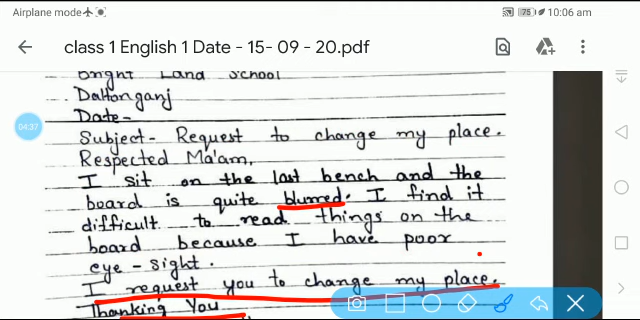 Airplane mode 75 10:06 am
class 1 English 1 Date - 15- 09 - 20.pdf
Bright Land School
Daltonganj
Date-
04:37
Subject- Request to change my place.
Respected Ma'am,
I sit on the last bench and the
board is quite blurred. I find it
difficult to read things on the
board because I have poor
eye-sight.
I request you to change my place.
Thanking You